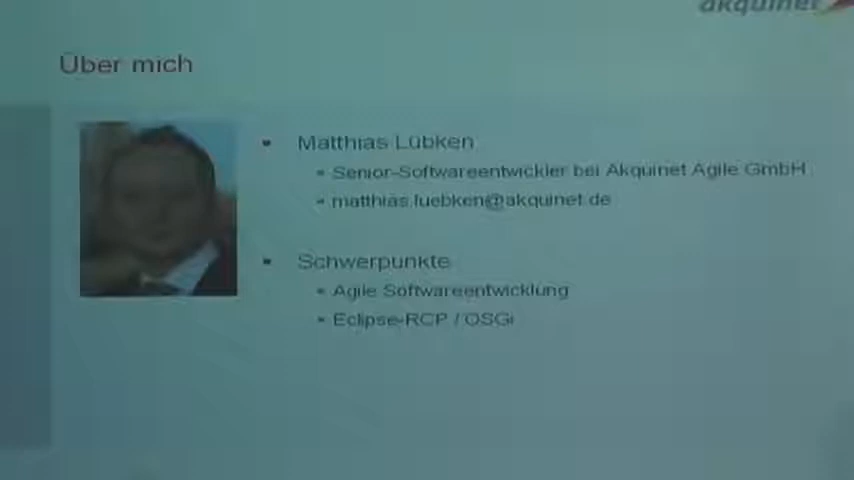 akquinet
Über mich
Matthias Lübken
Senior-Softwareentwickler bei Akquinet Agile GmbH
matthias.luebken@akquinet.de
Schwerpunkte
Agile Softwareentwicklung
Eclipse-RCP / OSGi